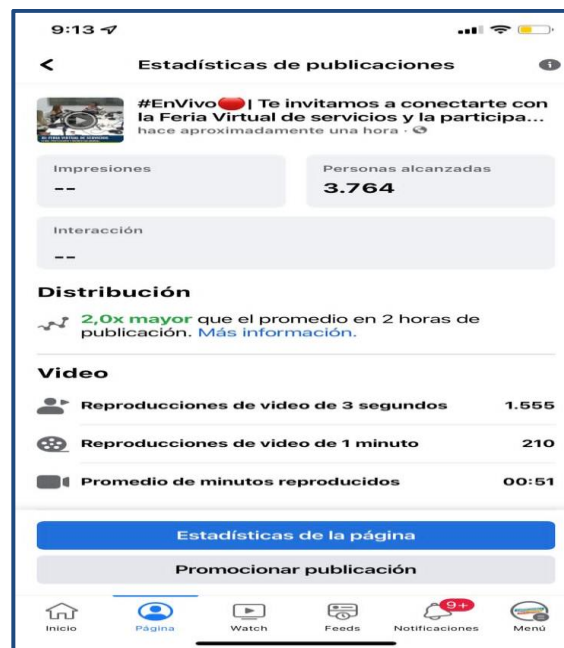 9:13
Estadísticas de publicaciones
#EnVivo🔴| Te invitamos a conectarte con
la Feria Virtual de servicios y la participa...
hace aproximadamente una hora ·
Impresiones
--
Personas alcanzadas
3.764
Interacción
--
Distribución
2,0x mayor que el promedio en 2 horas de
publicación. Más información.
Video
Reproducciones de video de 3 segundos 1.555
Reproducciones de video de 1 minuto 210
Promedio de minutos reproducidos 00:51
Estadísticas de la página
Promocionar publicación
9+
Inicio Página Watch Feeds Notificaciones Menú